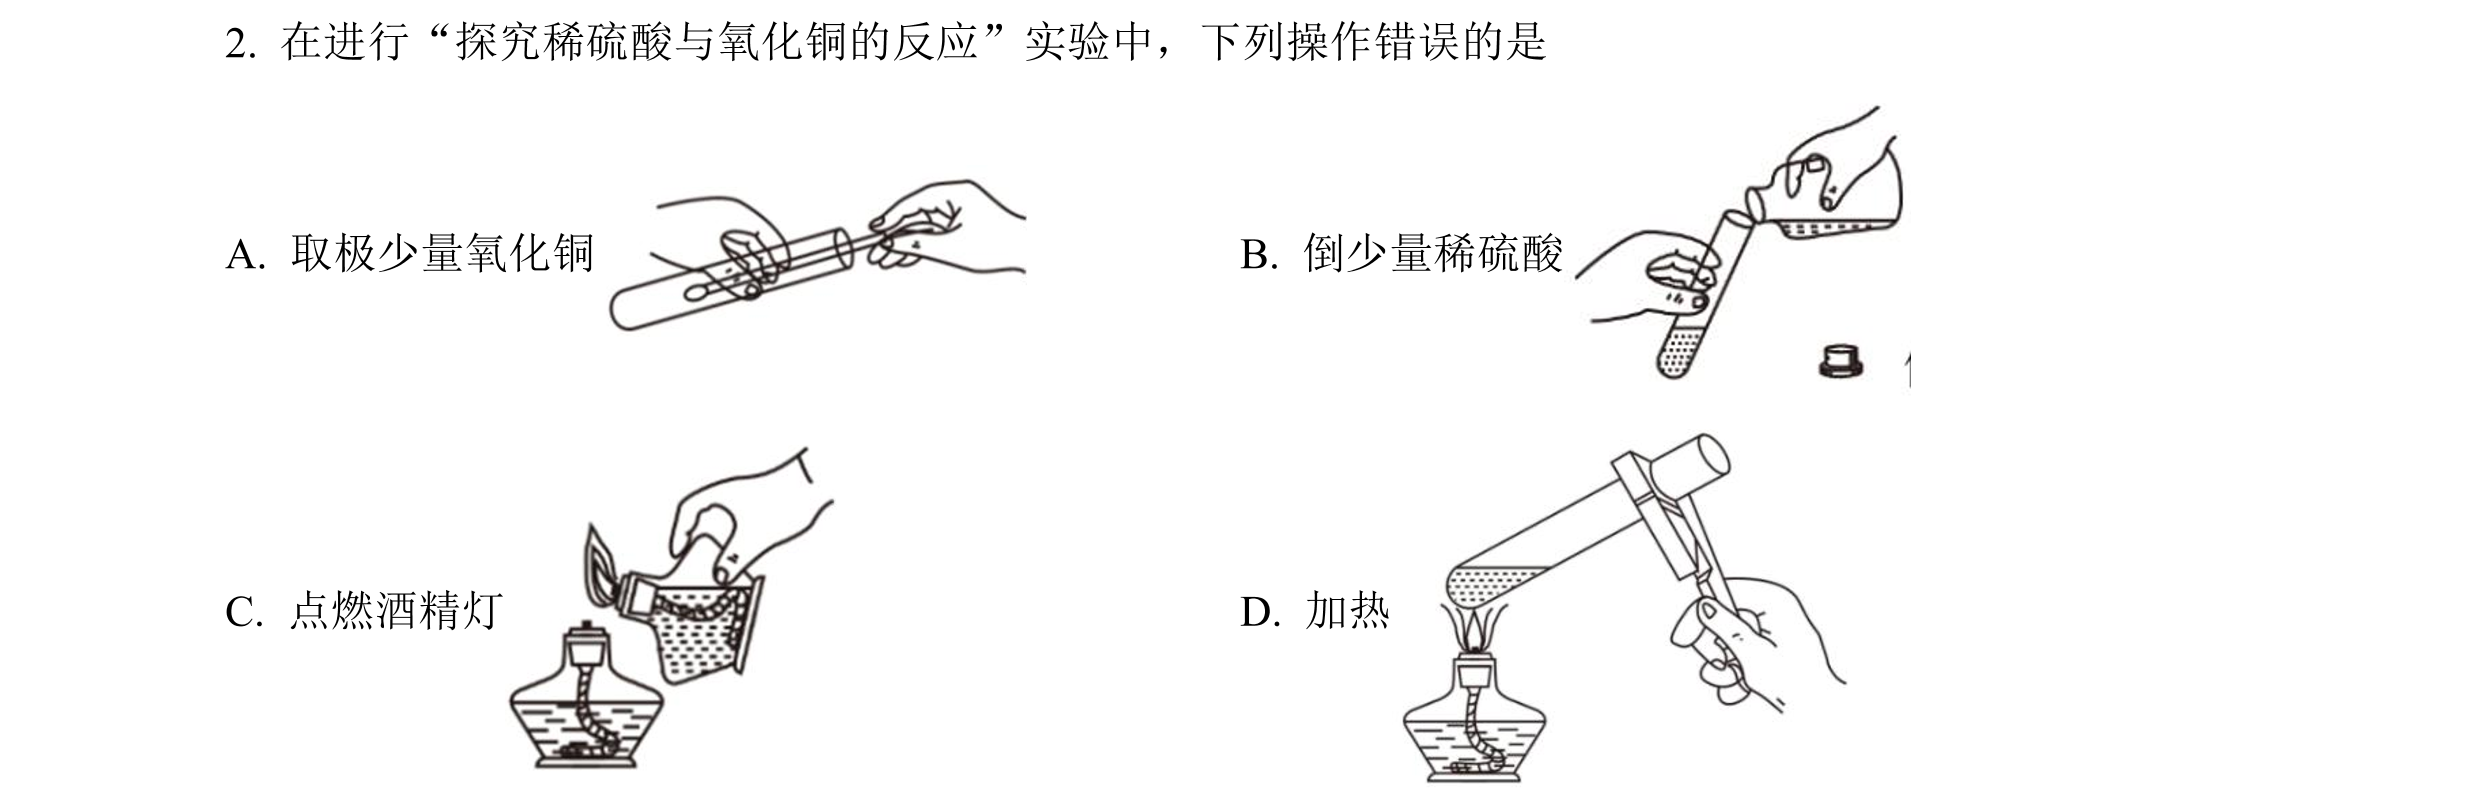 2. 在进行“探究稀硫酸与氧化铜的反应”实验中，下列操作错误的是
A. 取极少量氧化铜
B. 倒少量稀硫酸
C. 点燃酒精灯
D. 加热